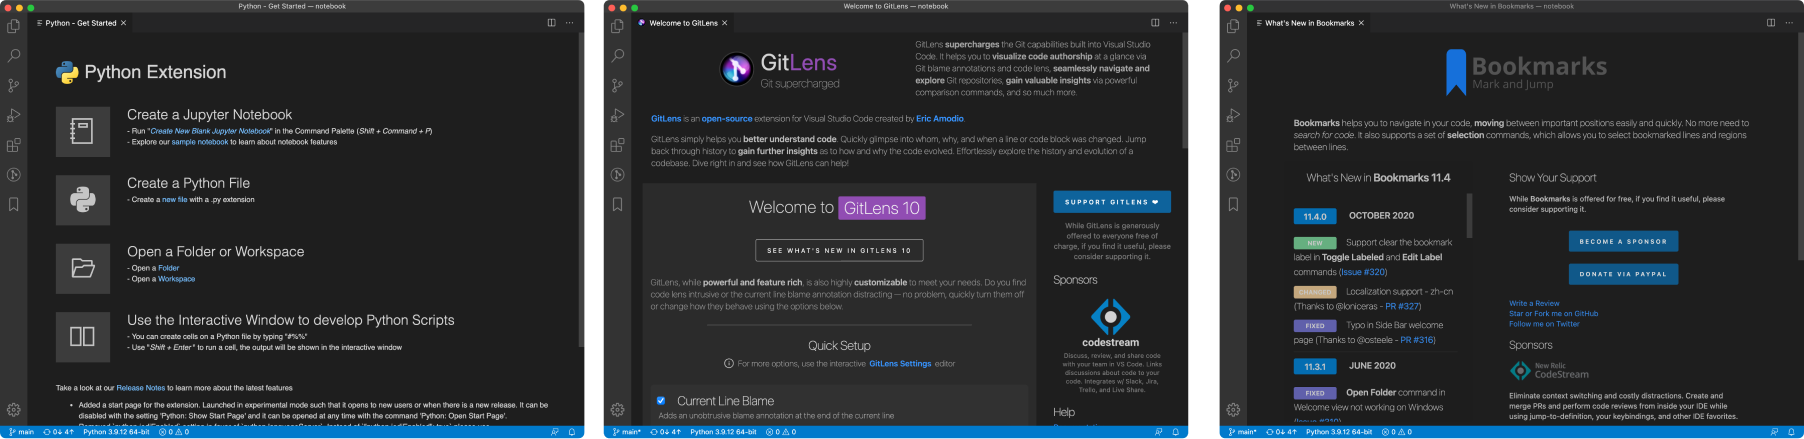 Python - Get Started — notebook
Python - Get Started
Python Extension
Create a Jupyter Notebook
- Run "Create New Blank Jupyter Notebook" in the Command Palette (Shift + Command + P)
- Explore our sample notebook to learn about notebook features
Create a Python File
- Create a new file with a .py extension
Open a Folder or Workspace
- Open a Folder
- Open a Workspace
Use the Interactive Window to develop Python Scripts
- You can create cells on a Python file by typing "#%%"
- Use "Shift + Enter" to run a cell, the output will be shown in the interactive window
Take a look at our Release Notes to learn more about the latest features
• Added a start page for the extension. Launched in experimental mode such that it opens to new users or when there is a new release. It can be
disabled with the setting 'Python: Show Start Page' and it can be opened at any time with the command 'Python: Open Start Page'.
main 0↓ 4↑ Python 3.9.12 64-bit 0 0
Welcome to GitLens — notebook
Welcome to GitLens
GitLens
Git supercharged
GitLens supercharges the Git capabilities built into Visual Studio
Code. It helps you to visualize code authorship at a glance via
Git blame annotations and code lens, seamlessly navigate and
explore Git repositories, gain valuable insights via powerful
comparison commands, and so much more.
GitLens is an open-source extension for Visual Studio Code created by Eric Amodio.
GitLens simply helps you better understand code. Quickly glimpse into whom, why, and when a line or code block was changed. Jump
back through history to gain further insights as to how and why the code evolved. Effortlessly explore the history and evolution of a
codebase. Dive right in and see how GitLens can help!
Welcome to GitLens 10
SEE WHAT'S NEW IN GITLENS 10
GitLens, while powerful and feature rich, is also highly customizable to meet your needs. Do you find
code lens intrusive or the current line blame annotation distracting — no problem, quickly turn them off
or change how they behave using the options below.
Quick Setup
For more options, use the interactive GitLens Settings editor
Current Line Blame
Adds an unobtrusive blame annotation at the end of the current line
SUPPORT GITLENS ❤
While GitLens is generously
offered to everyone free of
charge, if you find it useful, please
consider supporting it.
Sponsors
codestream
Discuss, review, and share code
with your team in VS Code. Links
discussions about code to your
code. Integrates w/ Slack, Jira,
Trello, and Live Share.
Help
main* 0↓ 4↑ Python 3.9.12 64-bit 0 0
What's New in Bookmarks — notebook
What's New in Bookmarks
Bookmarks
Mark and Jump
Bookmarks helps you to navigate in your code, moving between important positions easily and quickly. No more need to
search for code. It also supports a set of selection commands, which allows you to select bookmarked lines and regions
between lines.
What's New in Bookmarks 11.4
11.4.0 OCTOBER 2020
NEW Support clear the bookmark
label in Toggle Labeled and Edit Label
commands (Issue #320)
CHANGED Localization support - zh-cn
(Thanks to @loniceras - PR #327)
FIXED Typo in Side Bar welcome
page (Thanks to @osteele - PR #316)
11.3.1 JUNE 2020
FIXED Open Folder command in
Welcome view not working on Windows
Show Your Support
While Bookmarks is offered for free, if you find it useful, please
consider supporting it.
BECOME A SPONSOR
DONATE VIA PAYPAL
Write a Review
Star or Fork me on GitHub
Follow me on Twitter
Sponsors
New Relic
CodeStream
Eliminate context switching and costly distractions. Create and
merge PRs and perform code reviews from inside your IDE while
using jump-to-definition, your keybindings, and other IDE favorites.
main* 0↓ 4↑ Python 3.9.12 64-bit 0 0